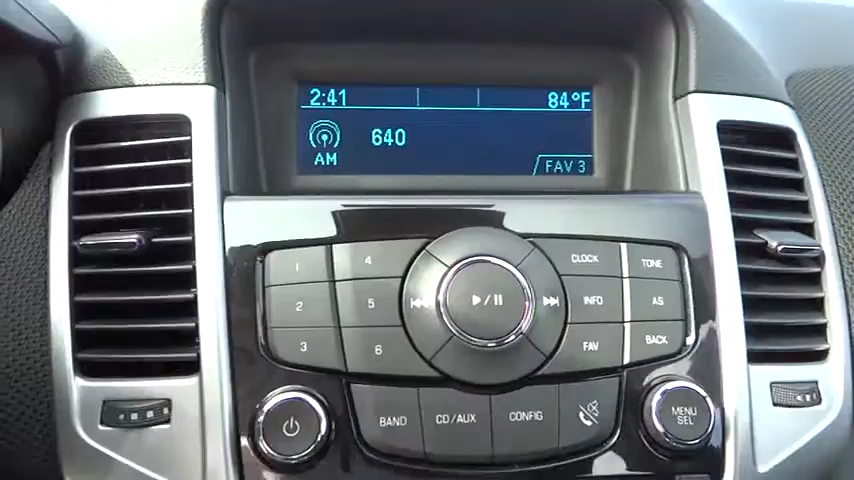 2:41 84°F
AM 640
FAV 3
1 4 CLOCK TONE
2 5 INFO AS
3 6 FAV BACK
BAND CD/AUX CONFIG
MENU
SEL